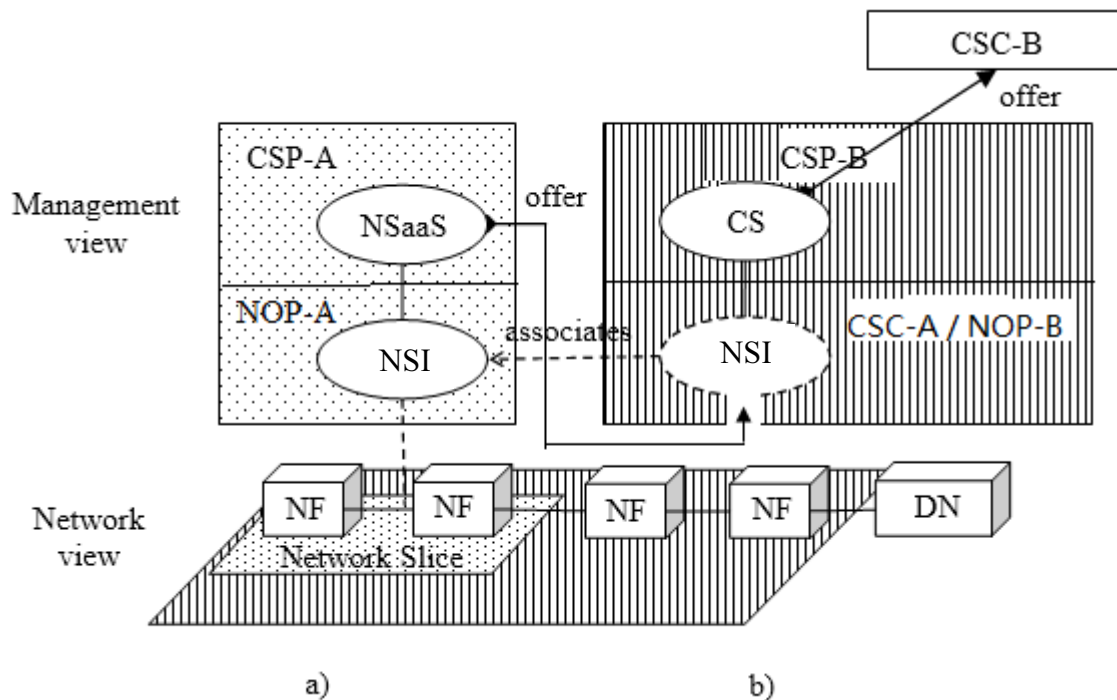 CSC-B
offer
CSP-A
CSP-B
Management
view
NSaaS
offer
CS
NOP-A
CSC-A / NOP-B
associates
NSI
NSI
Network
view
NF
NF
NF
NF
DN
Network Slice
a)
b)